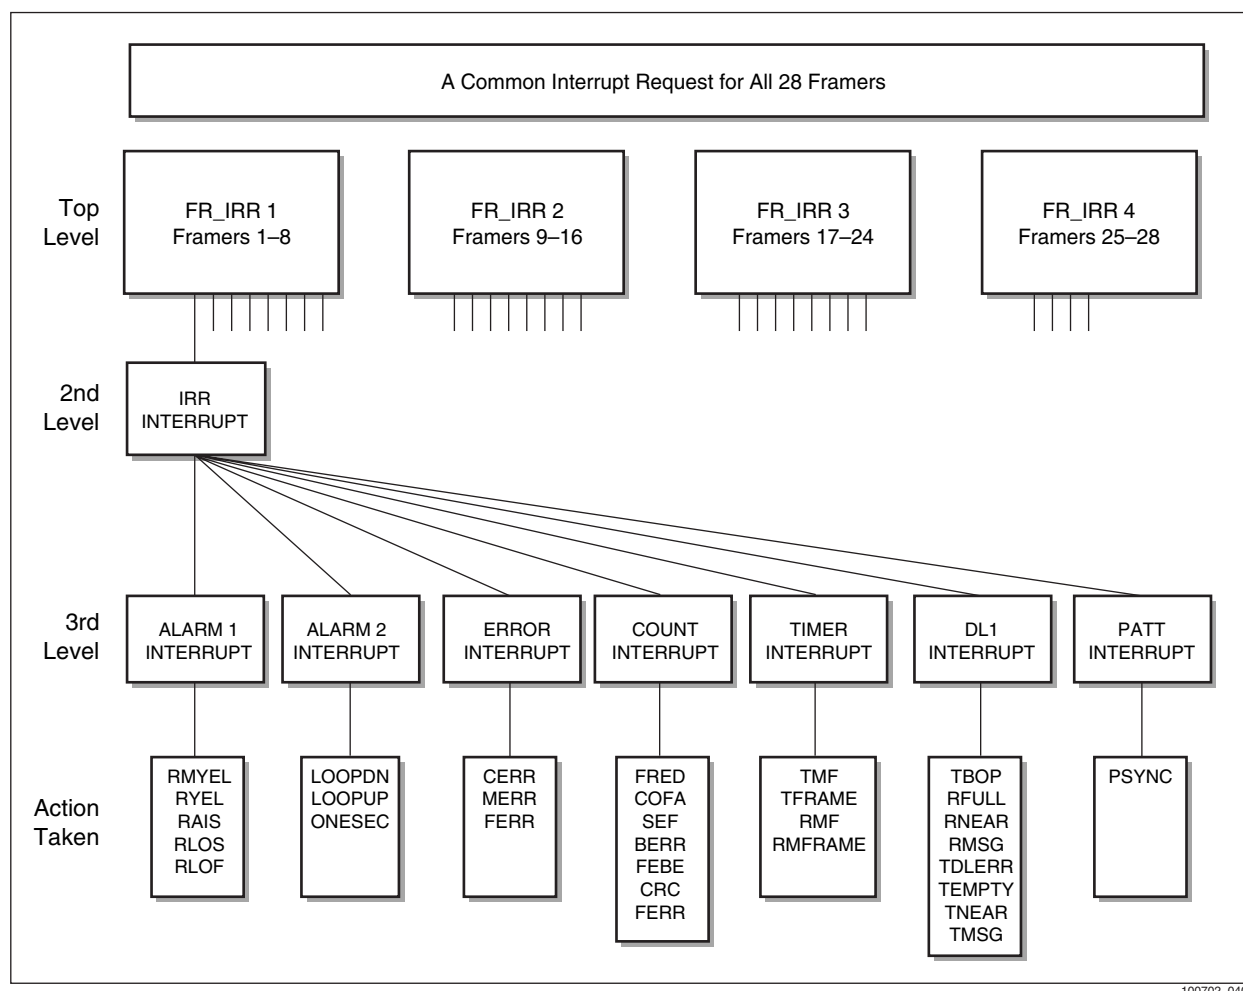 A Common Interrupt Request for All 28 Framers
Top
Level
FR_IRR 1
Framers 1–8
FR_IRR 2
Framers 9–16
FR_IRR 3
Framers 17–24
FR_IRR 4
Framers 25–28
2nd
Level
IRR
INTERRUPT
3rd
Level
ALARM 1
INTERRUPT
ALARM 2
INTERRUPT
ERROR
INTERRUPT
COUNT
INTERRUPT
TIMER
INTERRUPT
DL1
INTERRUPT
PATT
INTERRUPT
Action
Taken
RMYEL
RYEL
RAIS
RLOS
RLOF
LOOPDN
LOOPUP
ONESEC
CERR
MERR
FERR
FRED
COFA
SEF
BERR
FEBE
CRC
FERR
TMF
TFRAME
RMF
RMFRAME
TBOP
RFULL
RNEAR
RMSG
TDLERR
TEMPTY
TNEAR
TMSG
PSYNC